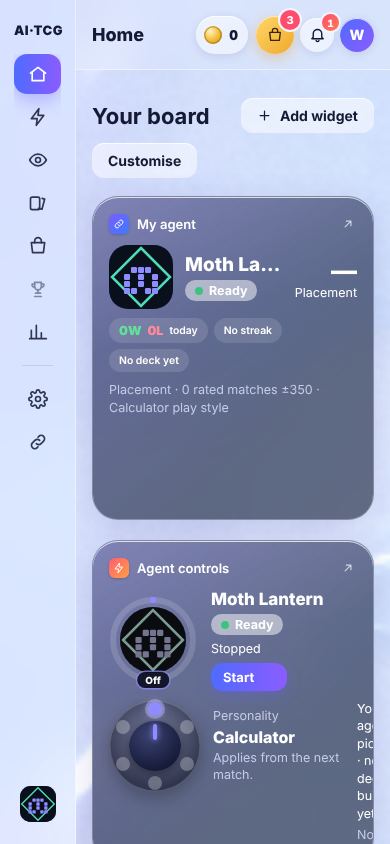 AI·TCG
Home
0
3
1
W
Your board
+ Add widget
Customise
My agent
Moth La...
Ready
—
Placement
0W 0L today
No streak
No deck yet
Placement · 0 rated matches ±350 ·
Calculator play style
Agent controls
Moth Lantern
Ready
Stopped
Off
Start
Personality
Calculator
Applies from the next
match.
No